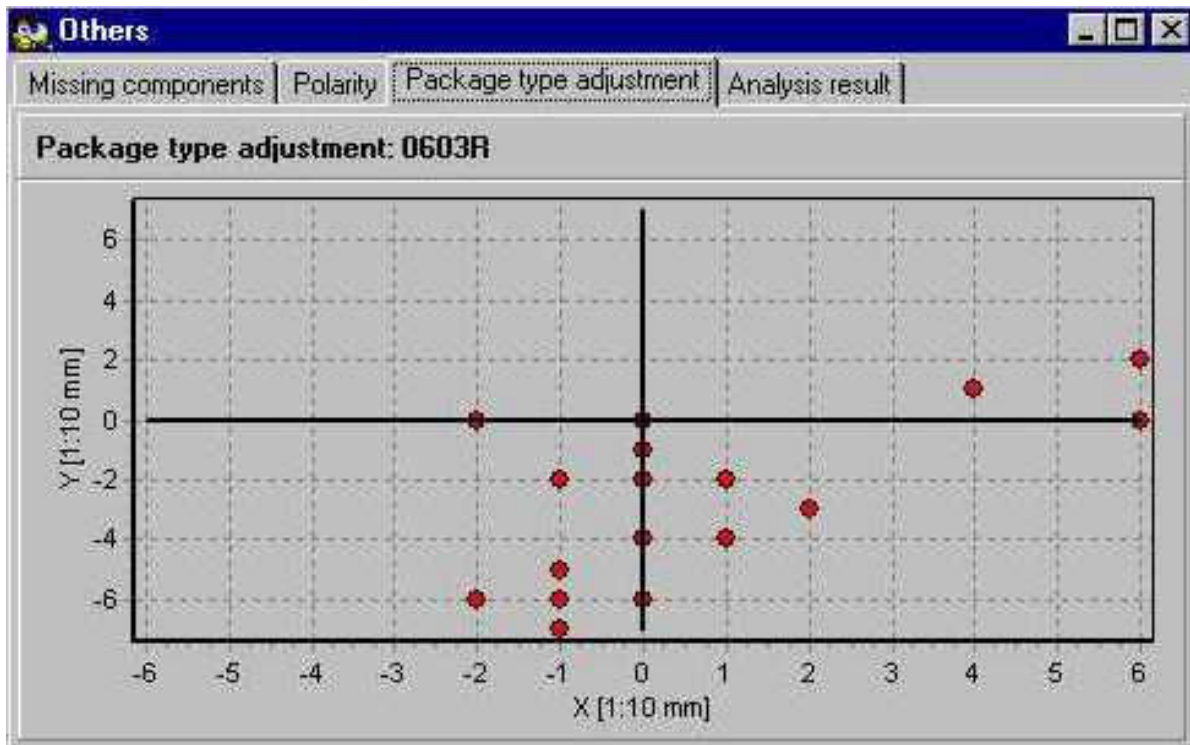 Others
Missing components Polarity Package type adjustment Analysis result
Package type adjustment: 0603R
6
4
2
0
-2
-4
-6
Y [1:10 mm]
-6 -5 -4 -3 -2 -1 0 1 2 3 4 5 6
X [1:10 mm]